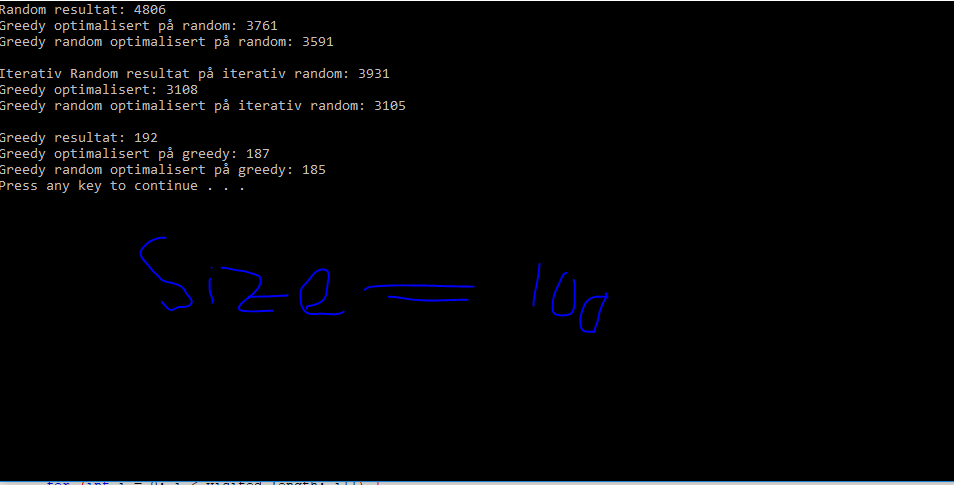 Random resultat: 4806
Greedy optimalisert på random: 3761
Greedy random optimalisert på random: 3591
Iterativ Random resultat på iterativ random: 3931
Greedy optimalisert: 3108
Greedy random optimalisert på iterativ random: 3105
Greedy resultat: 192
Greedy optimalisert på greedy: 187
Greedy random optimalisert på greedy: 185
Press any key to continue . . .
Size = 100